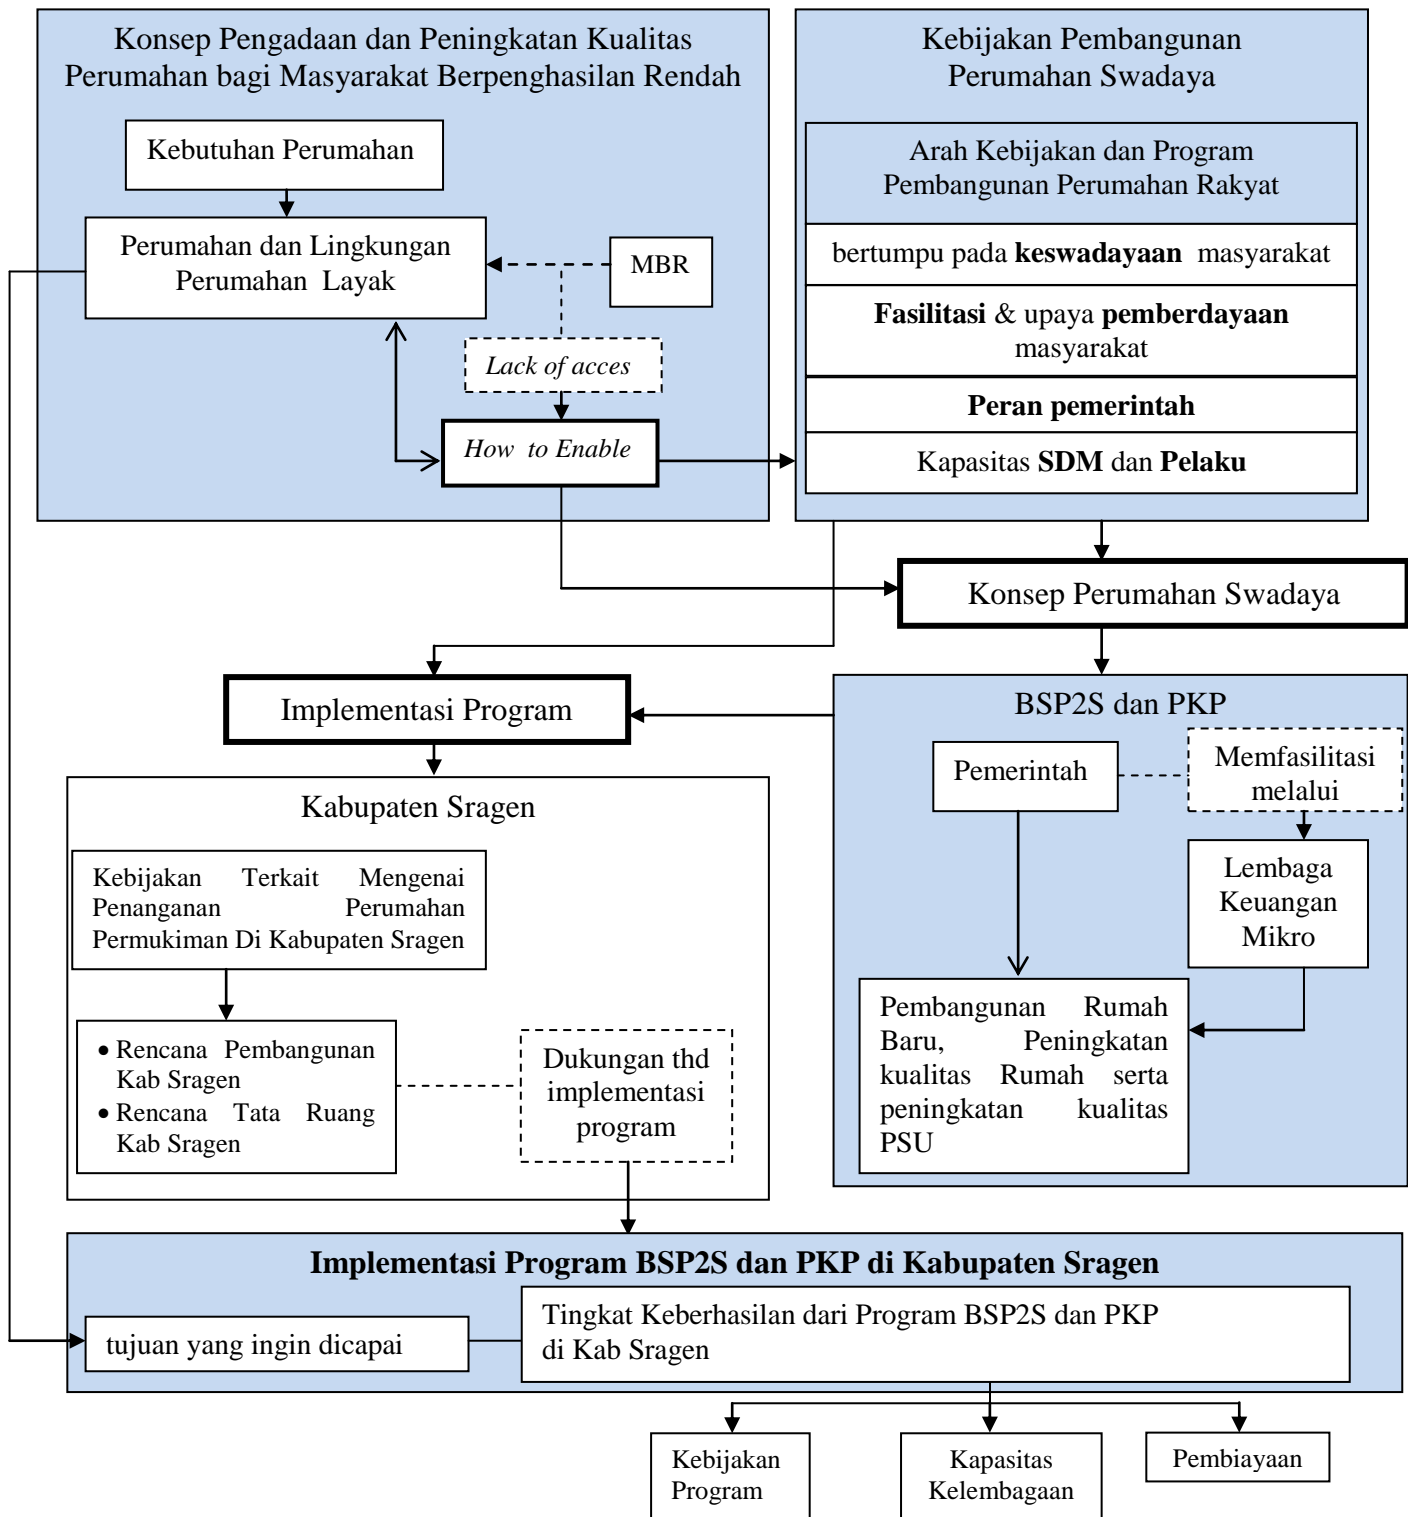 Konsep Pengadaan dan Peningkatan Kualitas
Perumahan bagi Masyarakat Berpenghasilan Rendah
Kebutuhan Perumahan
Perumahan dan Lingkungan
Perumahan Layak
MBR
Lack of acces
How to Enable
Kebijakan Pembangunan
Perumahan Swadaya
Arah Kebijakan dan Program
Pembangunan Perumahan Rakyat
bertumpu pada keswadayaan masyarakat
Fasilitasi & upaya pemberdayaan
masyarakat
Peran pemerintah
Kapasitas SDM dan Pelaku
Konsep Perumahan Swadaya
Implementasi Program
BSP2S dan PKP
Pemerintah
Memfasilitasi
melalui
Lembaga
Keuangan
Mikro
Pembangunan Rumah
Baru, Peningkatan
kualitas Rumah serta
peningkatan kualitas
PSU
Kabupaten Sragen
Kebijakan Terkait Mengenai
Penanganan Perumahan
Permukiman Di Kabupaten Sragen
• Rencana Pembangunan
Kab Sragen
• Rencana Tata Ruang
Kab Sragen
Dukungan thd
implementasi
program
Implementasi Program BSP2S dan PKP di Kabupaten Sragen
tujuan yang ingin dicapai
Tingkat Keberhasilan dari Program BSP2S dan PKP
di Kab Sragen
Kebijakan
Program
Kapasitas
Kelembagaan
Pembiayaan